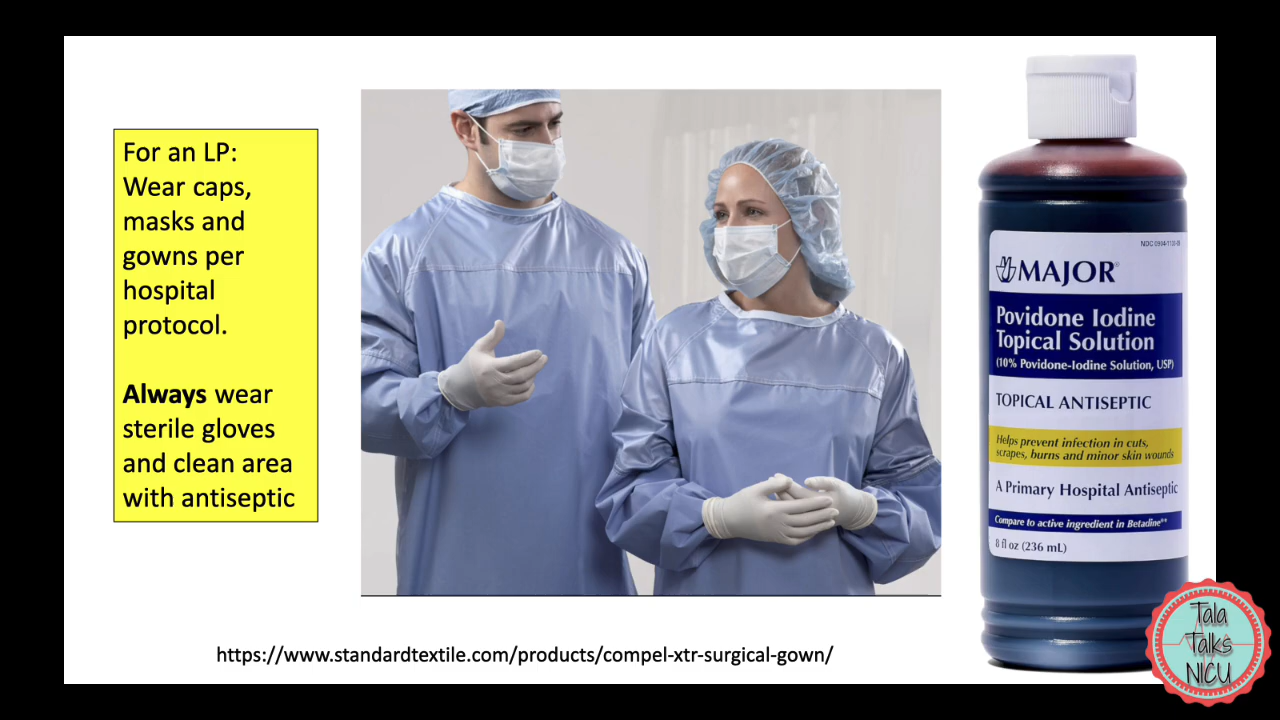 For an LP:
Wear caps,
masks and
gowns per
hospital
protocol.
Always wear
sterile gloves
and clean area
with antiseptic
MAJOR
Povidone Iodine
Topical Solution
(10% Povidone-Iodine Solution, USP)
TOPICAL ANTISEPTIC
Helps prevent infection in cuts,
scrapes, burns and minor skin wounds
A Primary Hospital Antiseptic
Compare to active ingredient in Betadine®*
8 fl oz (236 mL)
https://www.standardtextile.com/products/compel-xtr-surgical-gown/
Tala
Talks
NICU